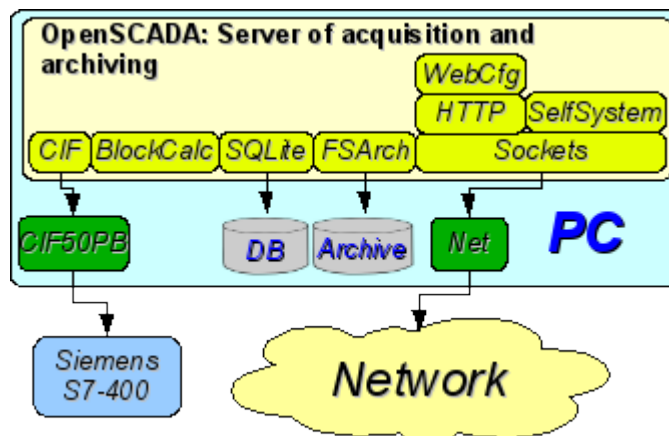 OpenSCADA: Server of acquisition and
archiving
WebCfg
HTTP SelfSystem
CIF BlockCalc SQLite FSArch Sockets
CIF50PB DB Archive Net PC
Siemens
S7-400
Network